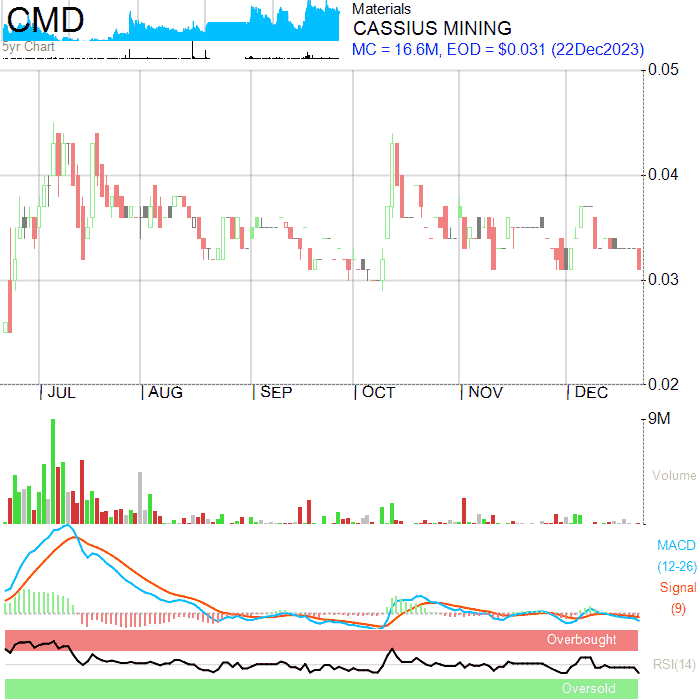 CMD
5yr Chart
Materials
CASSIUS MINING
MC = 16.6M, EOD = $0.031 (22Dec2023)
0.05
0.04
0.03
0.02
JUL AUG SEP OCT NOV DEC
9M
Volume
MACD
(12-26)
Signal
(9)
Overbought
RSI(14)
Oversold